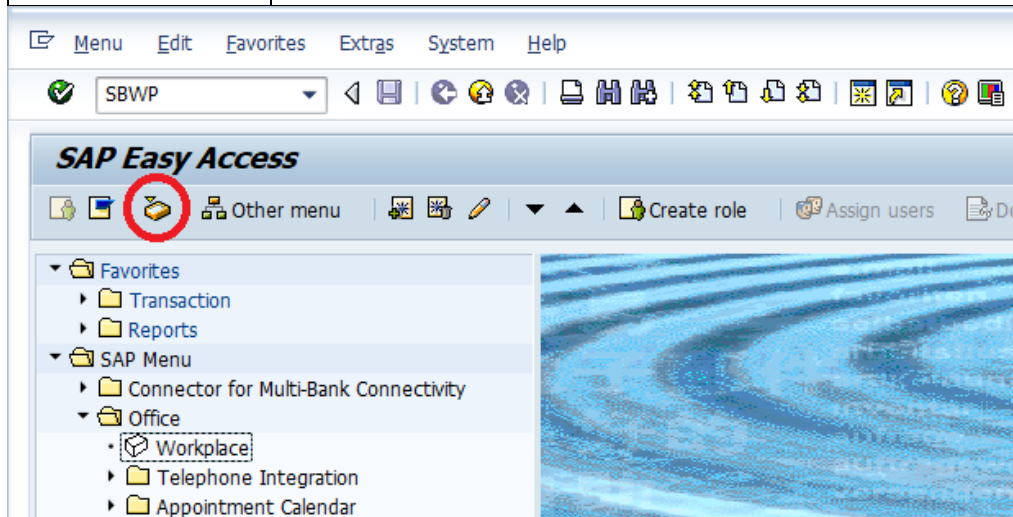 Menu Edit Favorites Extras System Help
SBWP
SAP Easy Access
Other menu Create role Assign users
Favorites
Transaction
Reports
SAP Menu
Connector for Multi-Bank Connectivity
Office
Workplace
Telephone Integration
Appointment Calendar